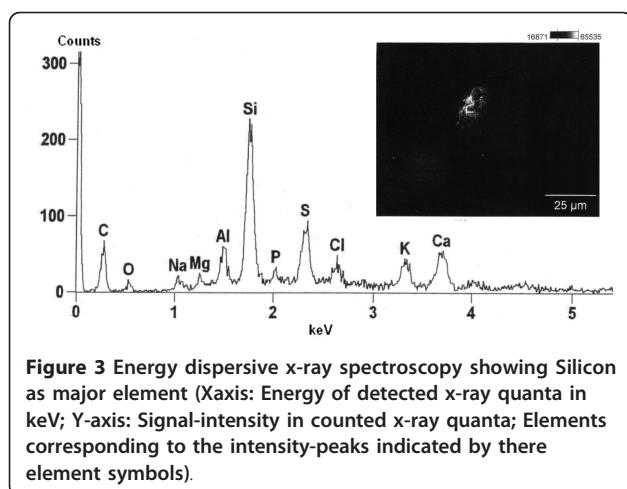 Counts
300
200
100
0
C
O
Na
Mg
Al
Si
P
S
Cl
K
Ca
0
1
2
3
4
5
keV
16871 65535
25 µm
Figure 3 Energy dispersive x-ray spectroscopy showing Silicon
as major element (Xaxis: Energy of detected x-ray quanta in
keV; Y-axis: Signal-intensity in counted x-ray quanta; Elements
corresponding to the intensity-peaks indicated by there
element symbols).